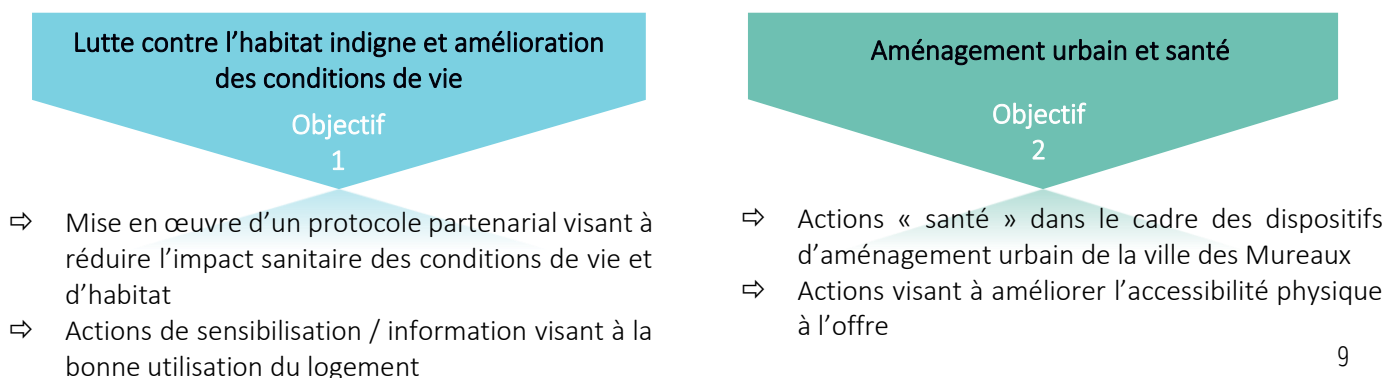 Lutte contre l’habitat indigne et amélioration
des conditions de vie
Objectif
1
⇨ Mise en œuvre d’un protocole partenarial visant à
réduire l’impact sanitaire des conditions de vie et
d’habitat
⇨ Actions de sensibilisation / information visant à la
bonne utilisation du logement
Aménagement urbain et santé
Objectif
2
⇨ Actions « santé » dans le cadre des dispositifs
d’aménagement urbain de la ville des Mureaux
⇨ Actions visant à améliorer l’accessibilité physique
à l’offre
9